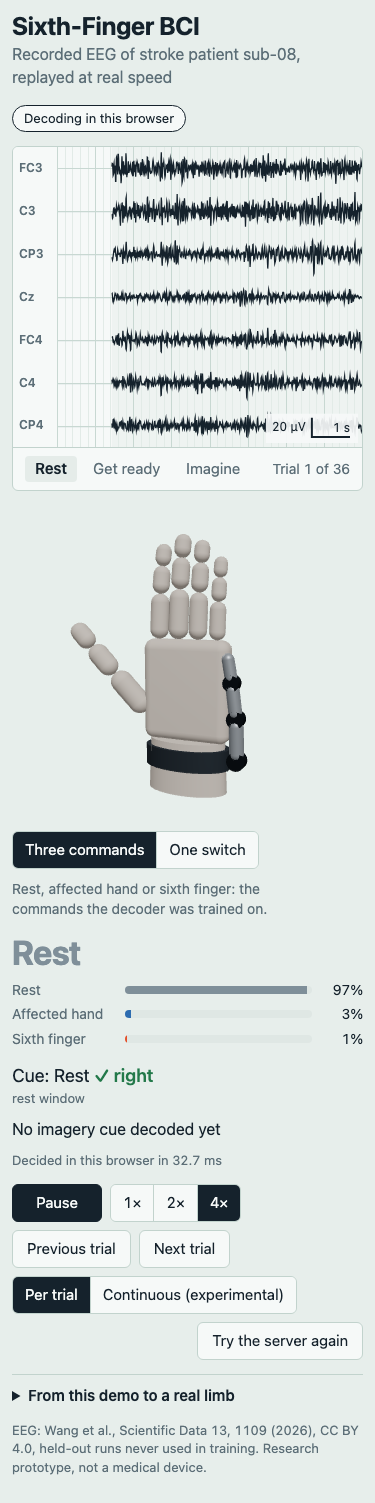 Sixth-Finger BCI
Recorded EEG of stroke patient sub-08,
replayed at real speed
Decoding in this browser
FC3
C3
CP3
Cz
FC4
C4
CP4
20 µV
1 s
Rest
Get ready
Imagine
Trial 1 of 36
Three commands
One switch
Rest, affected hand or sixth finger: the
commands the decoder was trained on.
Rest
Rest 97%
Affected hand 3%
Sixth finger 1%
Cue: Rest ✓ right
rest window
No imagery cue decoded yet
Decided in this browser in 32.7 ms
Pause
1×
2×
4×
Previous trial
Next trial
Per trial
Continuous (experimental)
Try the server again
▶ From this demo to a real limb
EEG: Wang et al., Scientific Data 13, 1109 (2026), CC BY
4.0, held-out runs never used in training. Research
prototype, not a medical device.